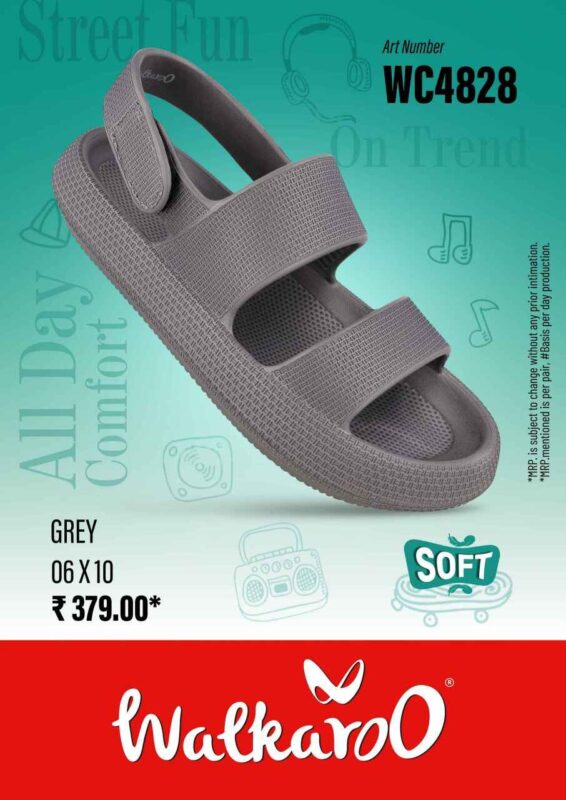 Street Fun
Art Number
WC4828
On Trend
WalkaroO
All Day
Comfort
*MRP. is subject to change without any prior intimation.
*MRP.mentioned is per pair, #Basis per day production.
GREY
06 X 10
₹ 379.00*
SOFT
WalkaroO®